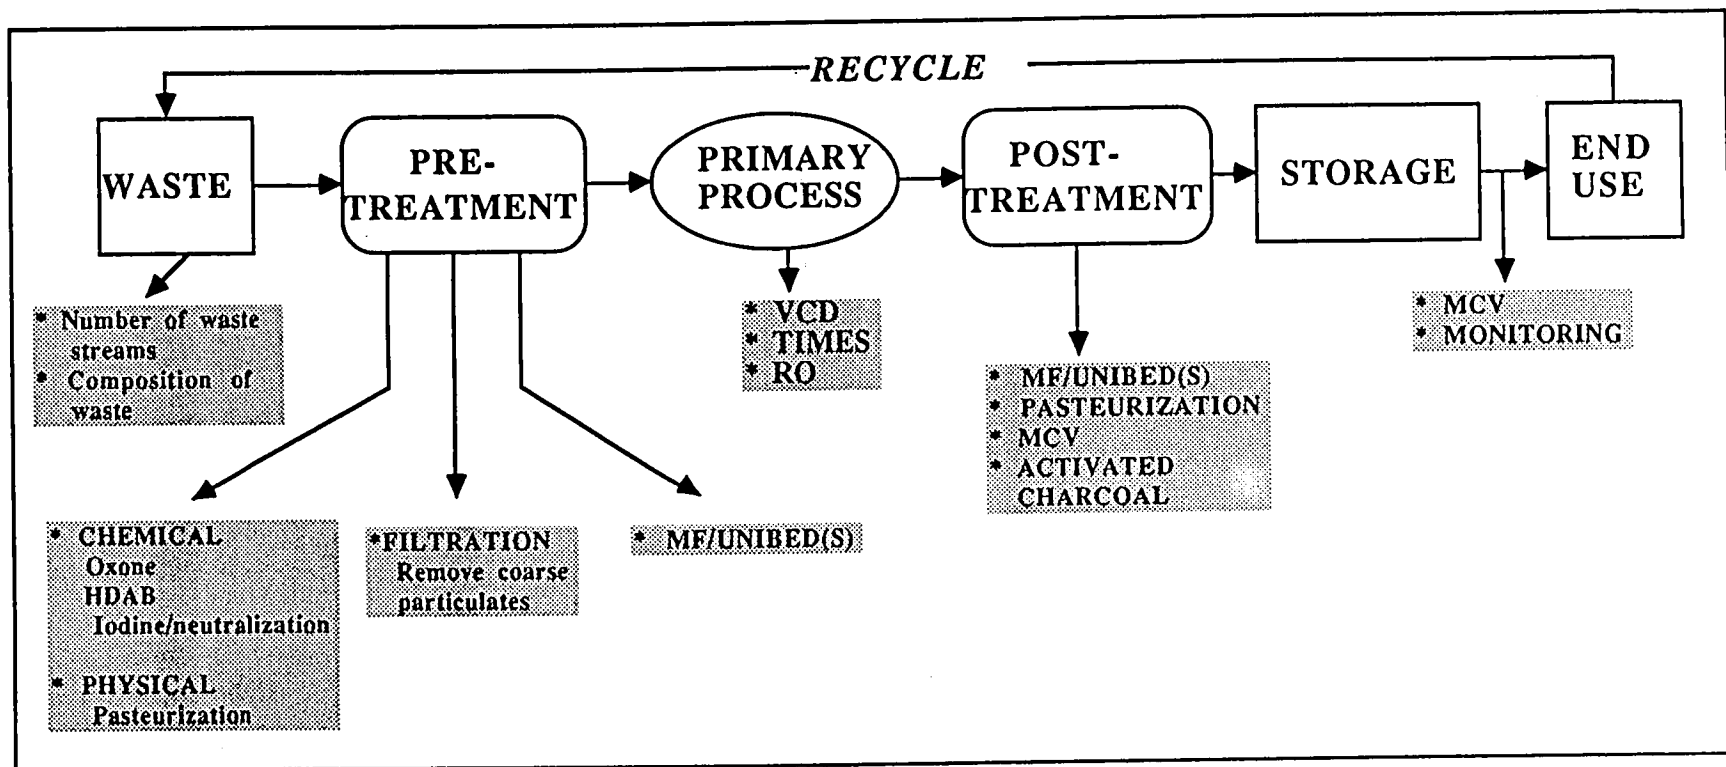 RECYCLE
WASTE
PRE-
TREATMENT
PRIMARY
PROCESS
POST-
TREATMENT
STORAGE
END
USE
* Number of waste
streams
* Composition of
waste
* VCD
* TIMES
* RO
* MCV
* MONITORING
* MF/UNIBED(S)
* PASTEURIZATION
* MCV
* ACTIVATED
CHARCOAL
* CHEMICAL
Oxone
HDAB
Iodine/neutralization
* PHYSICAL
Pasteurization
*FILTRATION
Remove coarse
particulates
* MF/UNIBED(S)